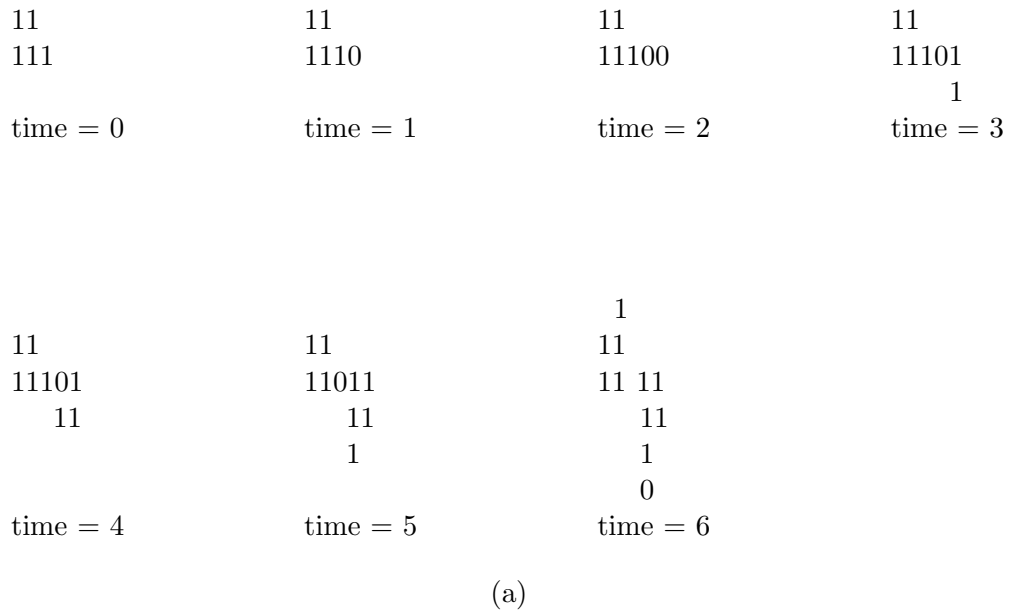 11 11 11 11
111 1110 11100 11101
1
time = 0 time = 1 time = 2 time = 3
1
11 11 11
11101 11011 11 11
11 11 11
1 1
0
time = 4 time = 5 time = 6
(a)